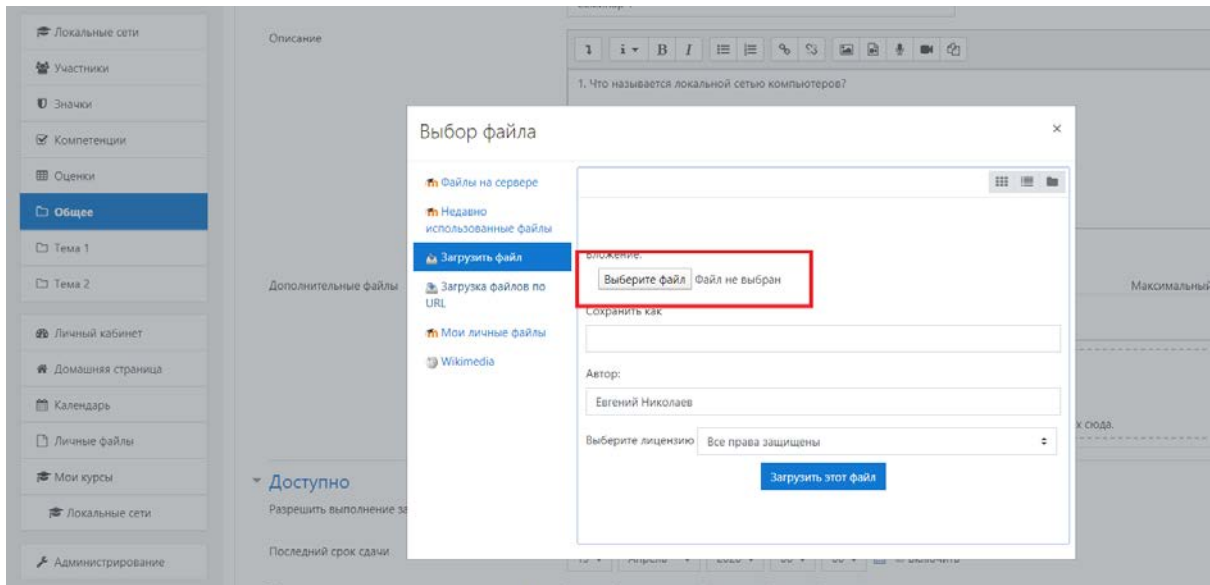 Локальные сети
Участники
Значки
Компетенции
Оценки
Общее
Тема 1
Тема 2
Личный кабинет
Домашняя страница
Календарь
Личные файлы
Мои курсы
Локальные сети
Администрирование
Описание
B I
1. Что называется локальной сетью компьютеров?
Дополнительные файлы
Максимальный
х сюда.
Доступно
Разрешить выполнение за
Последний срок сдачи
Выбор файла
×
Файлы на сервере
Недавно
использованные файлы
Загрузить файл
Загрузка файлов по
URL
Мои личные файлы
Wikimedia
Вложение:
Выберите файл Файл не выбран
Сохранить как
Автор:
Евгений Николаев
Выберите лицензию Все права защищены
Загрузить этот файл